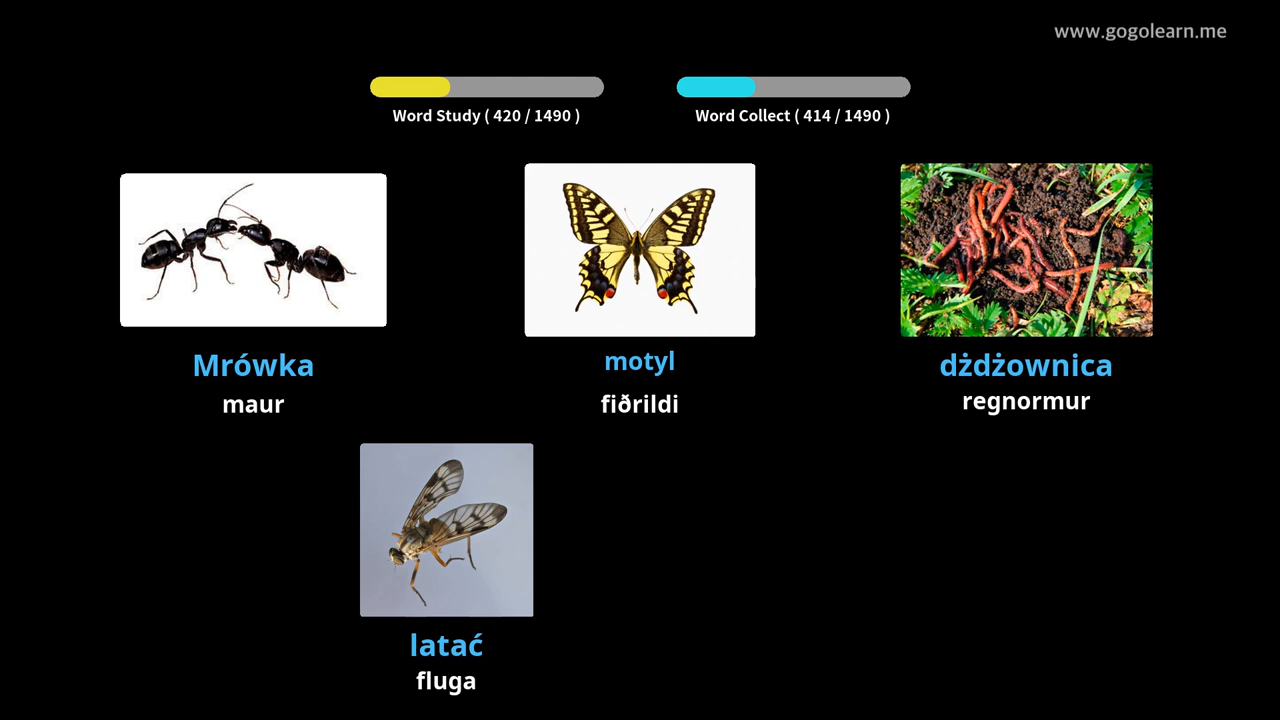 www.gogolearn.me
Word Study ( 420 / 1490 )
Word Collect ( 414 / 1490 )
Mrówka
maur
motyl
fiðrildi
dżdżownica
regnormur
latać
fluga